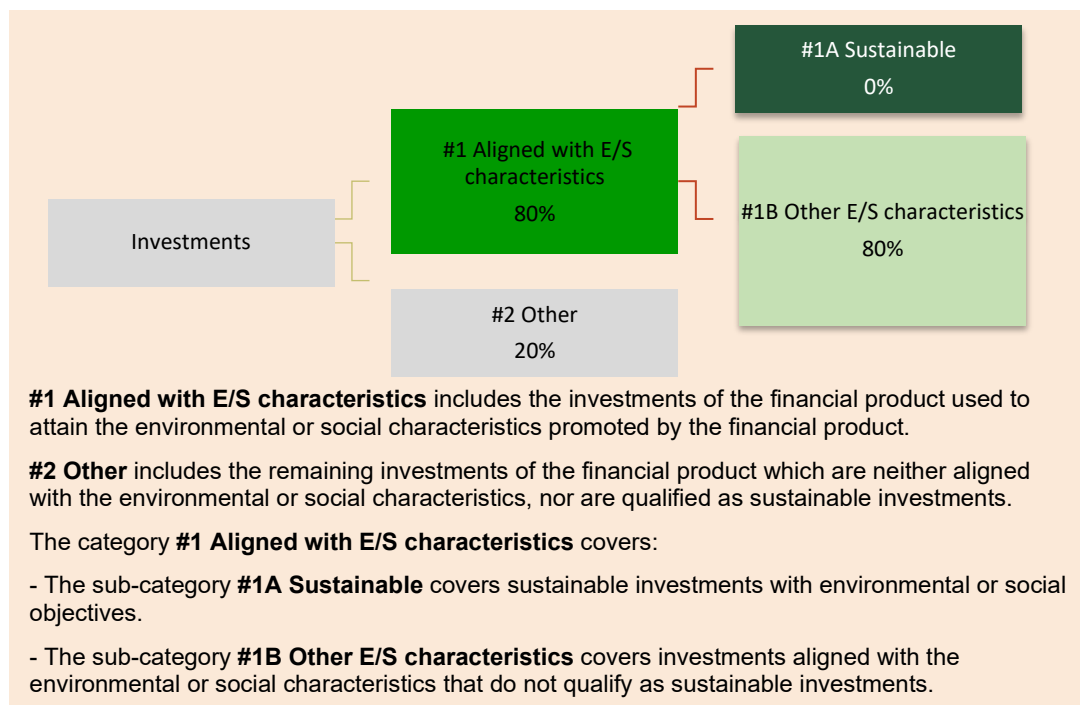 #1A Sustainable
0%
#1 Aligned with E/S
characteristics
80%
#1B Other E/S characteristics
80%
Investments
#2 Other
20%
#1 Aligned with E/S characteristics includes the investments of the financial product used to
attain the environmental or social characteristics promoted by the financial product.
#2 Other includes the remaining investments of the financial product which are neither aligned
with the environmental or social characteristics, nor are qualified as sustainable investments.
The category #1 Aligned with E/S characteristics covers:
- The sub-category #1A Sustainable covers sustainable investments with environmental or social
objectives.
- The sub-category #1B Other E/S characteristics covers investments aligned with the
environmental or social characteristics that do not qualify as sustainable investments.